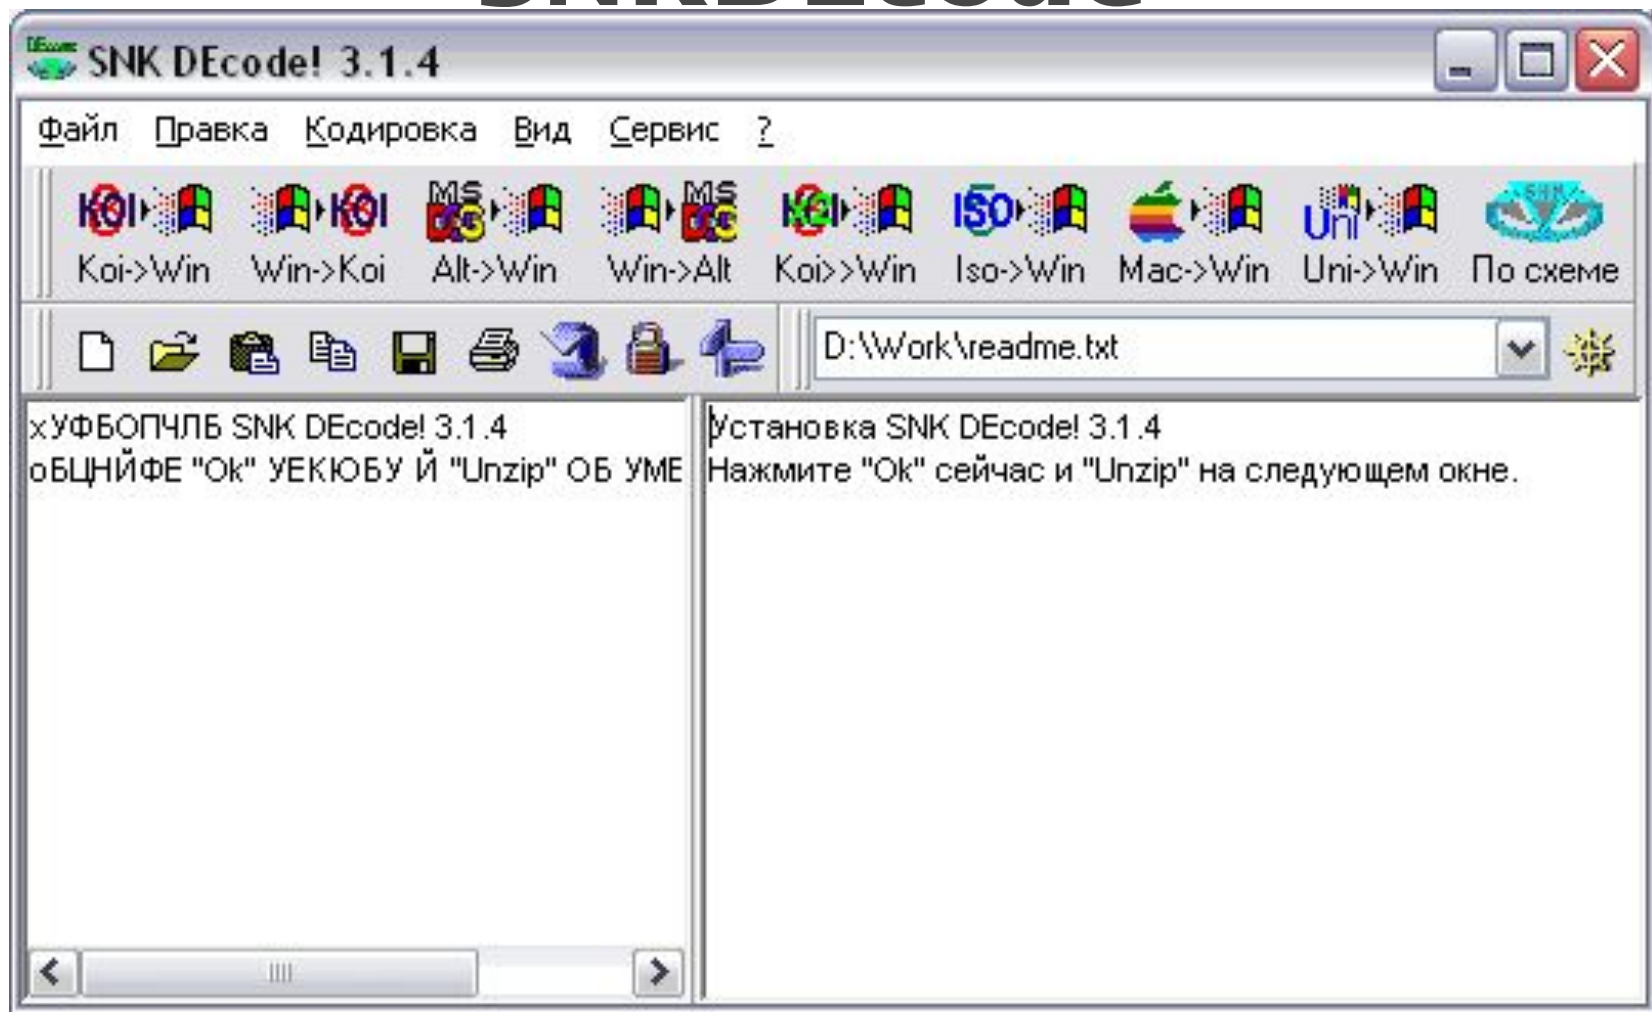 SNKDEcode
SNK DEcode! 3.1.4
Файл Правка Кодировка Вид Сервис ?
Koi->Win Win->Koi Alt->Win Win->Alt Koi>>Win Iso->Win Mac->Win Uni->Win По схеме
D:\Work\readme.txt
xУФБОПЧЛБ SNK DEcode! 3.1.4
оБЦНЙФЕ "Ok" УЕКЮБУ Й "Unzip" ОБ УМЕ
Установка SNK DEcode! 3.1.4
Нажмите "Ok" сейчас и "Unzip" на следующем окне.